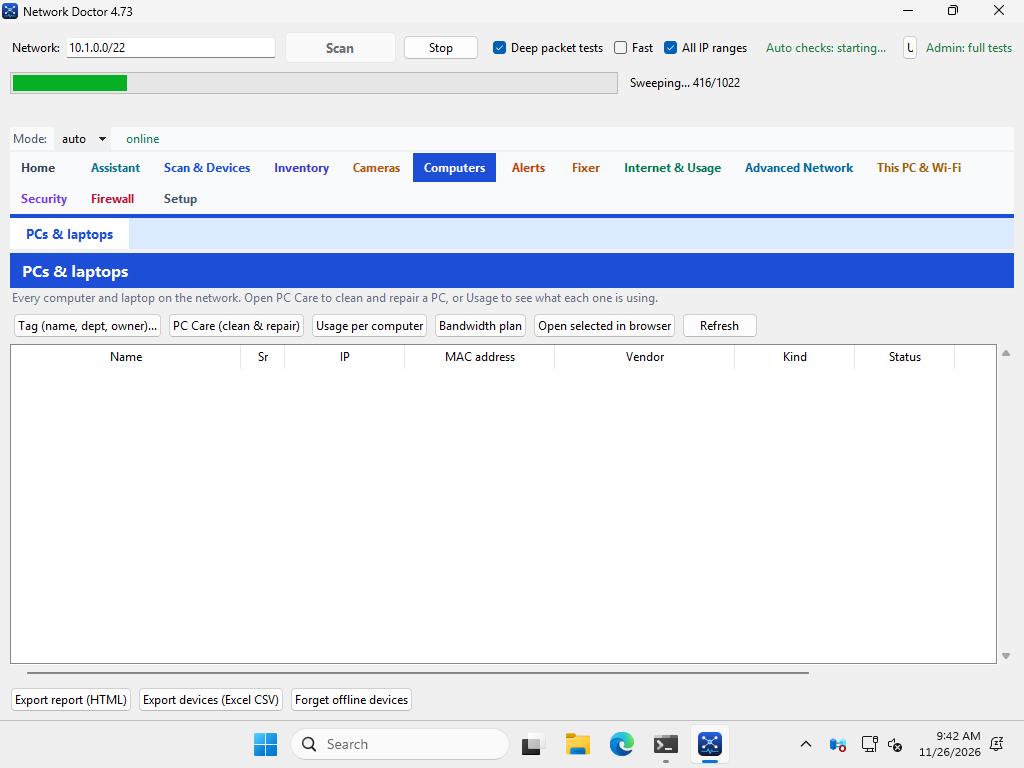 Network Doctor 4.73
Network: 10.1.0.0/22 Scan Stop Deep packet tests Fast All IP ranges Auto checks: starting... Admin: full tests
Sweeping... 416/1022
Mode: auto online
Home Assistant Scan & Devices Inventory Cameras Computers Alerts Fixer Internet & Usage Advanced Network This PC & Wi-Fi
Security Firewall Setup
PCs & laptops
PCs & laptops
Every computer and laptop on the network. Open PC Care to clean and repair a PC, or Usage to see what each one is using.
Tag (name, dept, owner)... PC Care (clean & repair) Usage per computer Bandwidth plan Open selected in browser Refresh
Name Sr IP MAC address Vendor Kind Status
Export report (HTML) Export devices (Excel CSV) Forget offline devices
Search
9:42 AM
11/26/2026